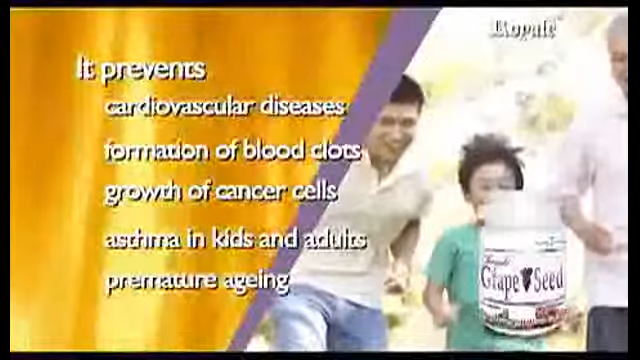 Royale
It prevents
cardiovascular diseases
formation of blood clots
growth of cancer cells
asthma in kids and adults
premature ageing
Grape Seed